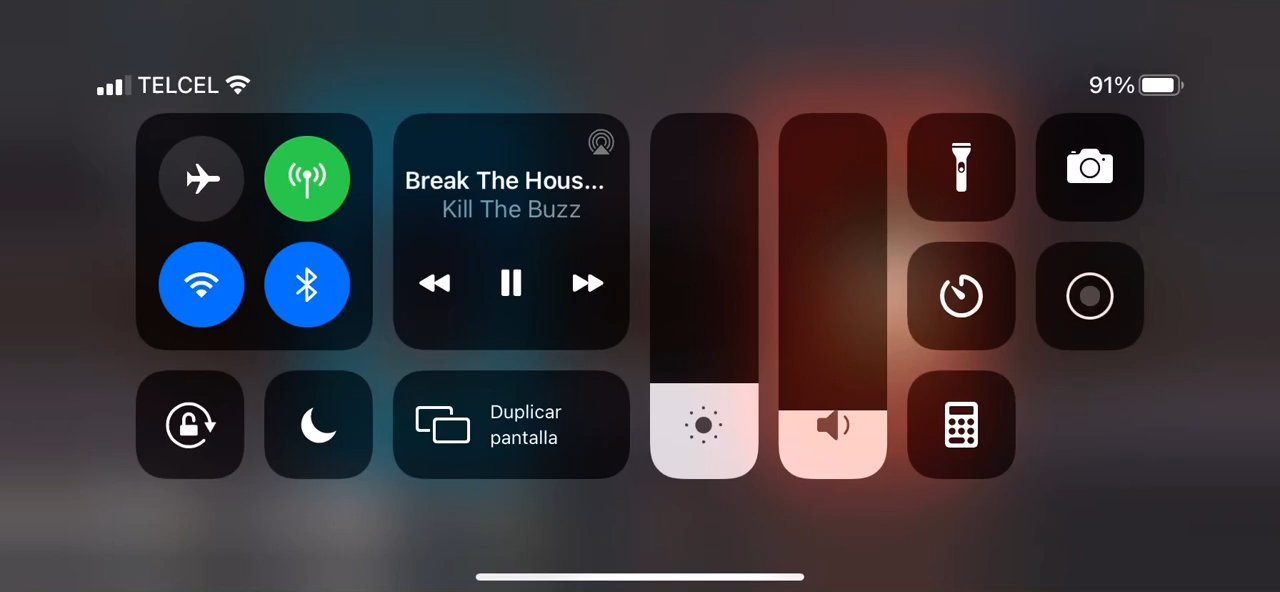 TELCEL
91%
Break The Hous...
Kill The Buzz
Duplicar
pantalla